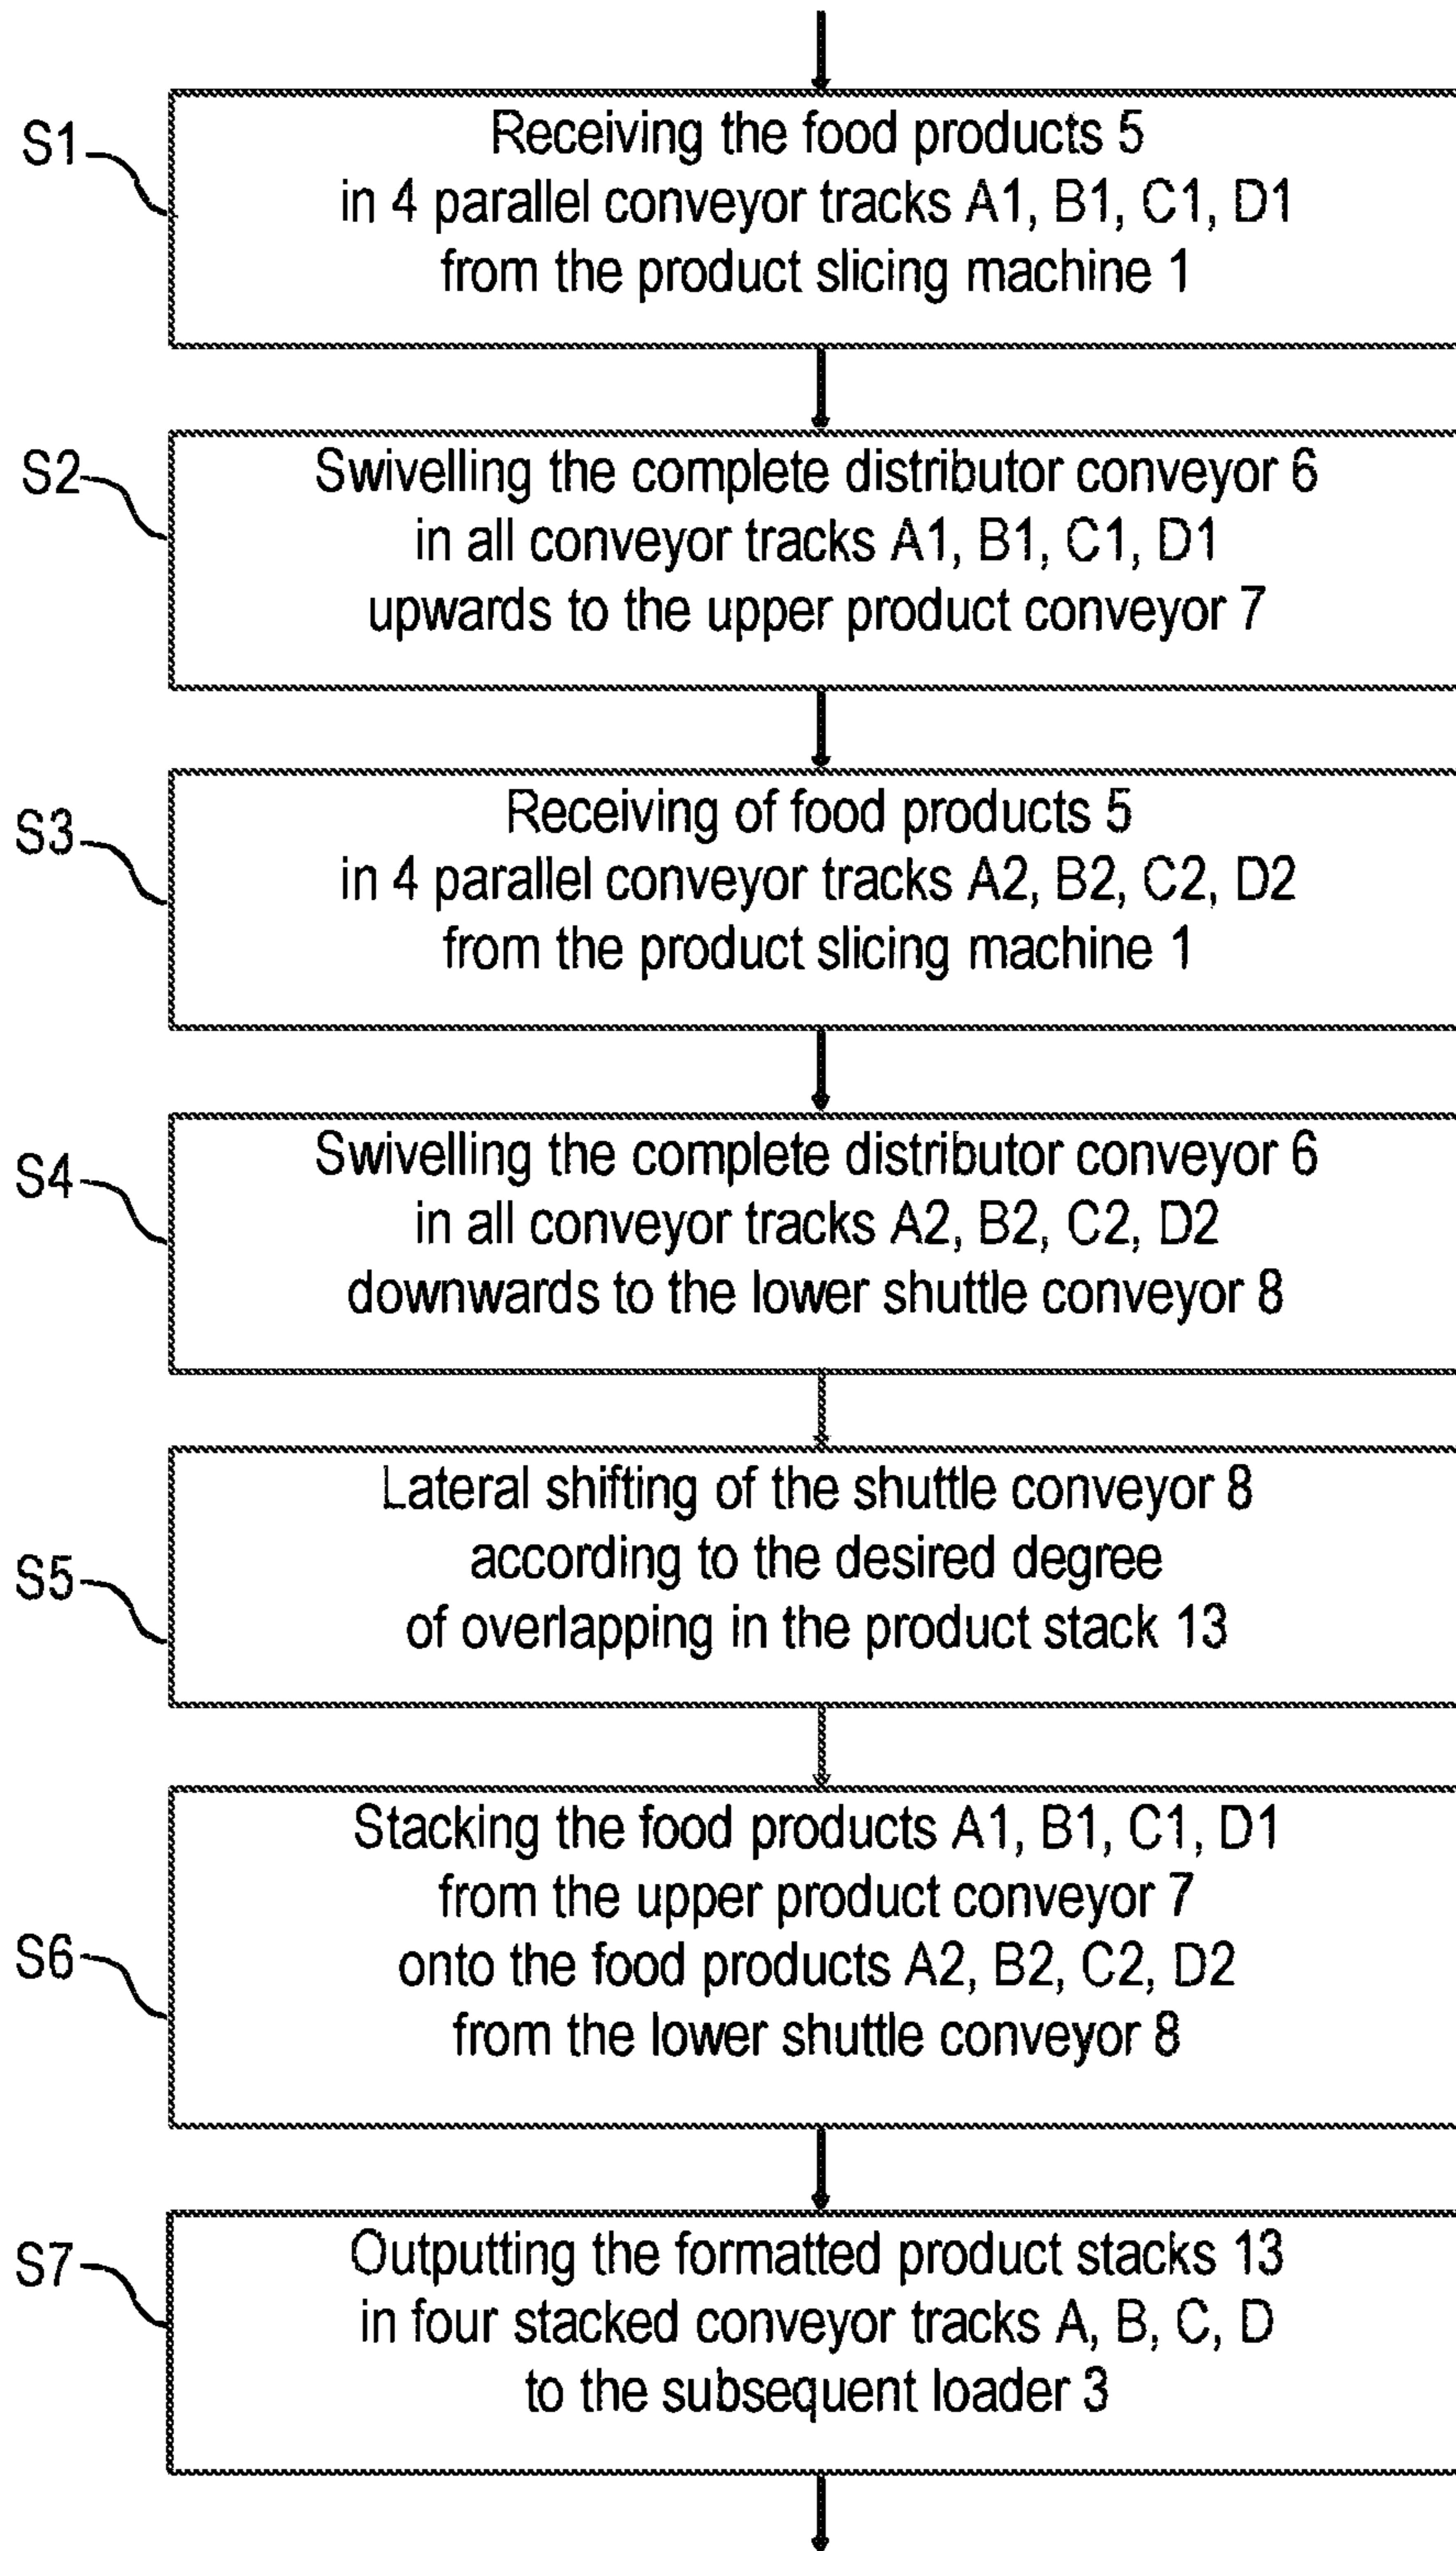 S1
Receiving the food products 5
in 4 parallel conveyor tracks A1, B1, C1, D1
from the product slicing machine 1
S2
Swivelling the complete distributor conveyor 6
in all conveyor tracks A1, B1, C1, D1
upwards to the upper product conveyor 7
S3
Receiving of food products 5
in 4 parallel conveyor tracks A2, B2, C2, D2
from the product slicing machine 1
S4
Swivelling the complete distributor conveyor 6
in all conveyor tracks A2, B2, C2, D2
downwards to the lower shuttle conveyor 8
S5
Lateral shifting of the shuttle conveyor 8
according to the desired degree
of overlapping in the product stack 13
S6
Stacking the food products A1, B1, C1, D1
from the upper product conveyor 7
onto the food products A2, B2, C2, D2
from the lower shuttle conveyor 8
S7
Outputting the formatted product stacks 13
in four stacked conveyor tracks A, B, C, D
to the subsequent loader 3